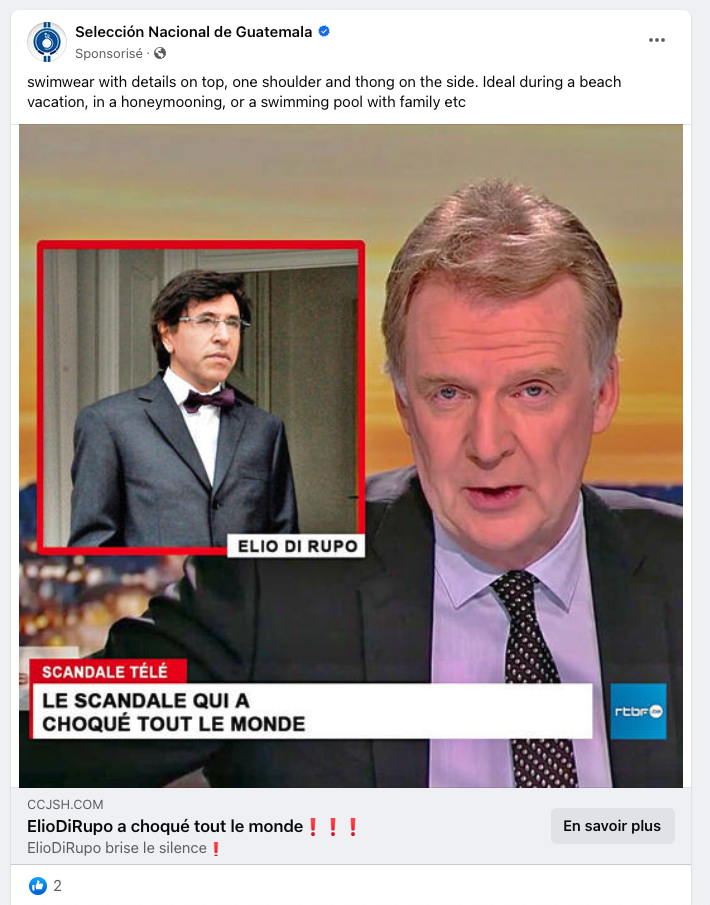 Selección Nacional de Guatemala
Sponsorisé ·
swimwear with details on top, one shoulder and thong on the side. Ideal during a beach
vacation, in a honeymooning, or a swimming pool with family etc
ELIO DI RUPO
SCANDALE TÉLÉ
LE SCANDALE QUI A
CHOQUÉ TOUT LE MONDE
rtbf.be
CCJSH.COM
ElioDiRupo a choqué tout le monde❗❗❗
ElioDiRupo brise le silence❗
En savoir plus
2